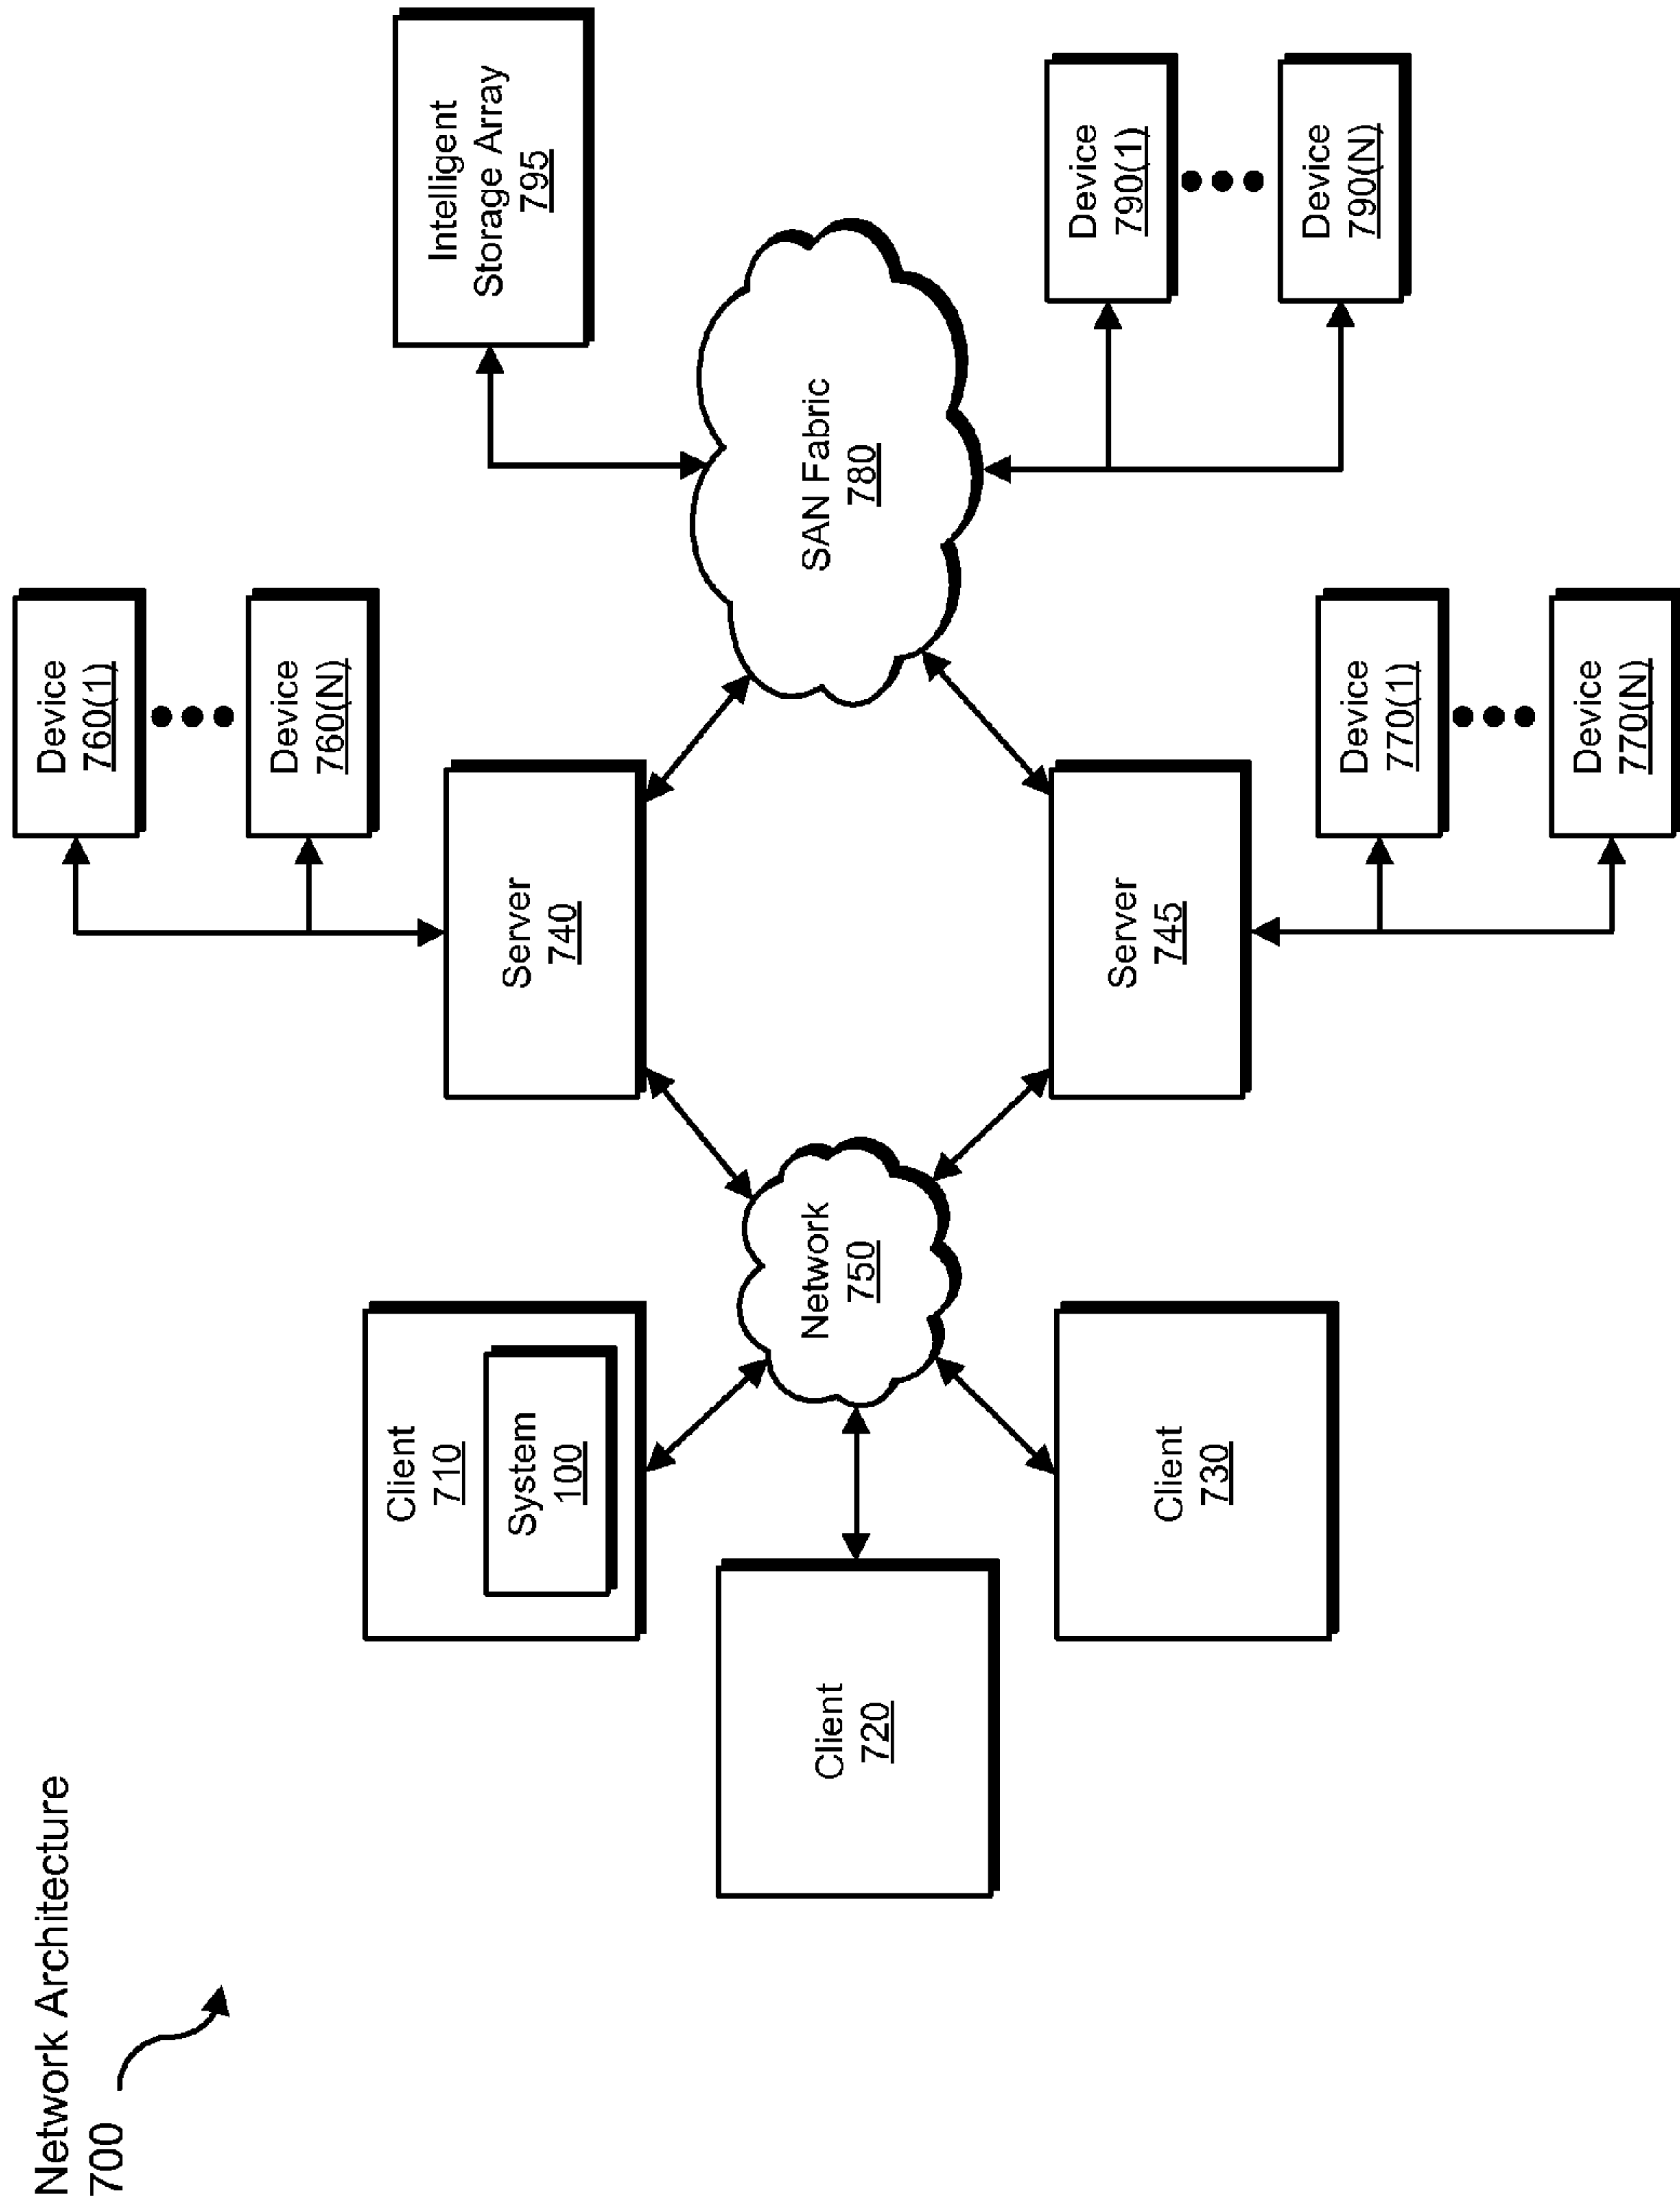 Network Architecture
700
Device
760(1)
Device
760(N)
Intelligent
Storage Array
795
Client
710
System
100
Server
740
Client
720
Network
750
SAN Fabric
780
Client
730
Server
745
Device
790(1)
Device
790(N)
Device
770(1)
Device
770(N)